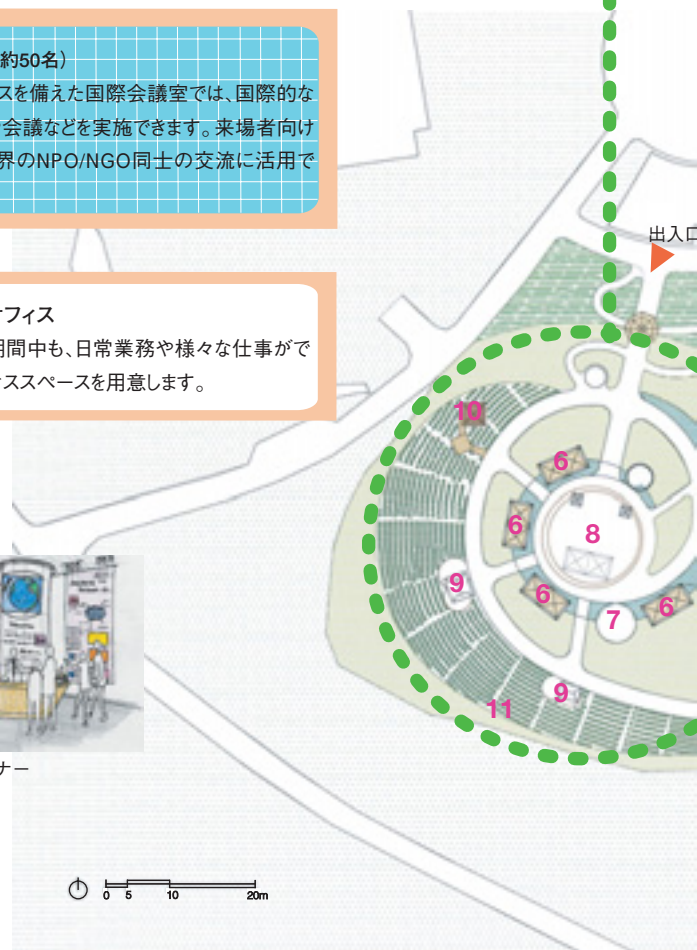 約50名）
スを備えた国際会議室では、国際的な
会議などを実施できます。来場者向け
界のNPO/NGO同士の交流に活用で
フィス
期間中も、日常業務や様々な仕事がで
ススペースを用意します。
出入口
10
6
6
8
9
6
7
6
9
11
ナー
0 5 10 20m